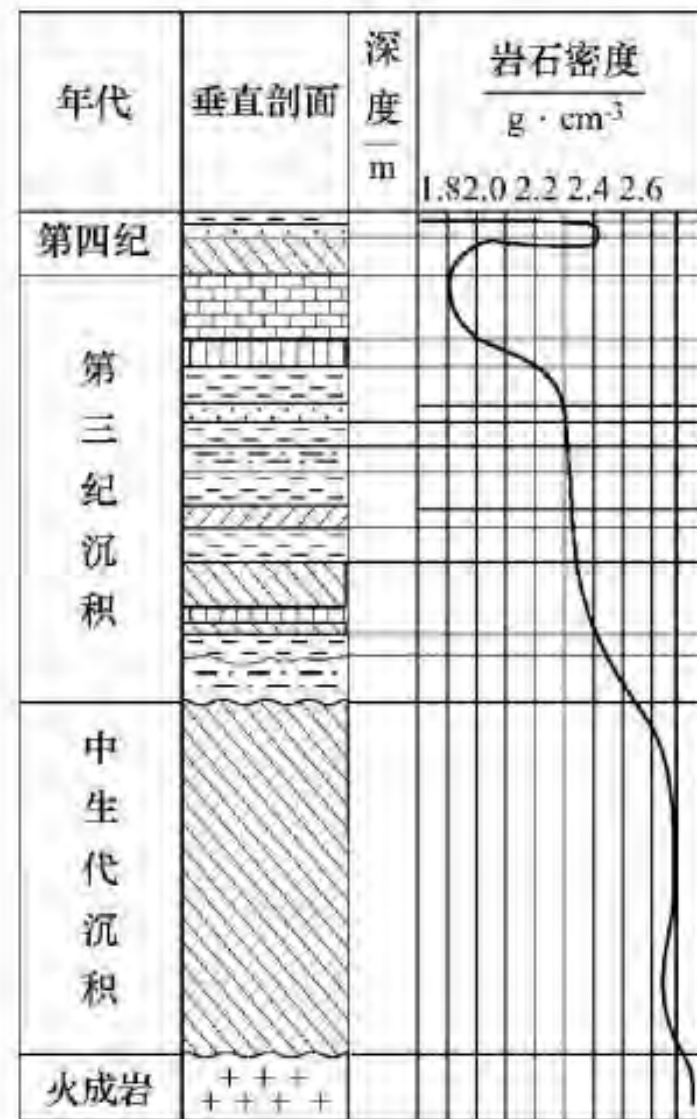 年代
垂直剖面
深度
m
岩石密度
g · cm-3
1.8 2.0 2.2 2.4 2.6
第四纪
第三纪沉积
中生代沉积
火成岩